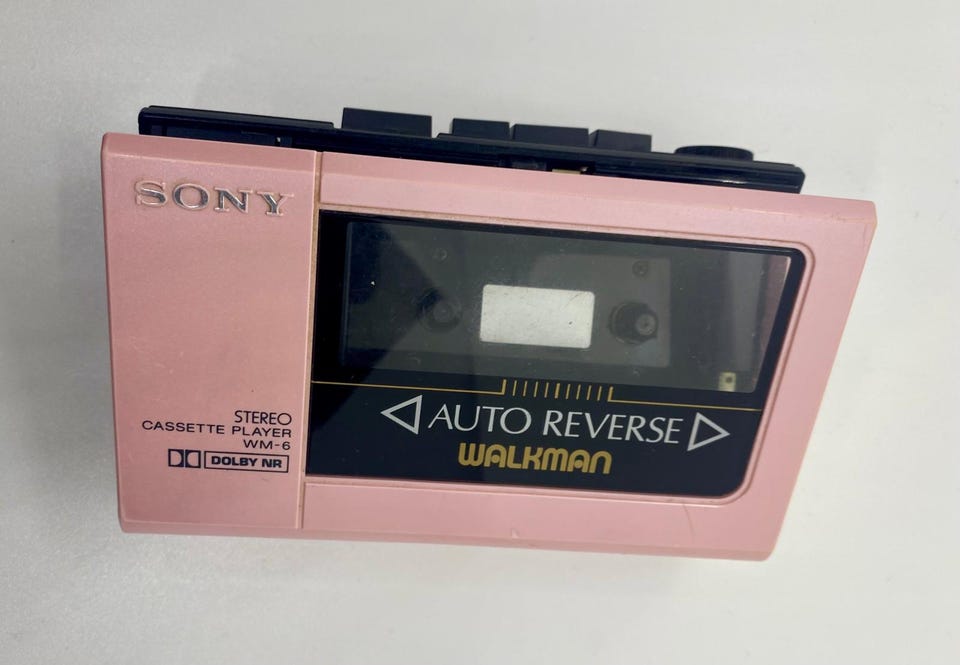 SONY
STEREO
CASSETTE PLAYER
WM-6
DOLBY NR
AUTO REVERSE
WALKMAN